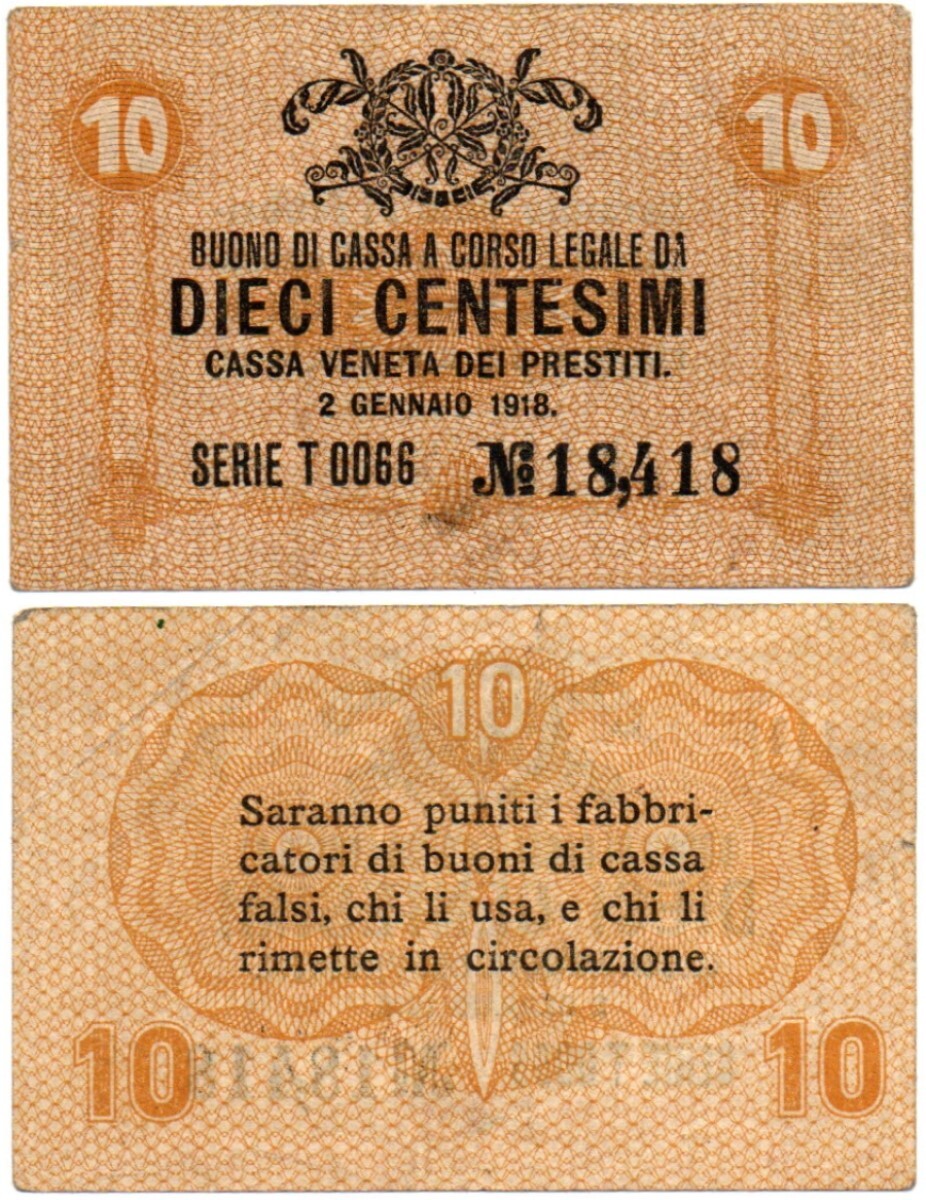 10
10
BUONO DI CASSA A CORSO LEGALE DA
DIECI CENTESIMI
CASSA VENETA DEI PRESTITI.
2 GENNAIO 1918.
SERIE T 0066 № 18,418
10
Saranno puniti i fabbri-
catori di buoni di cassa
falsi, chi li usa, e chi li
rimette in circolazione.
10
10